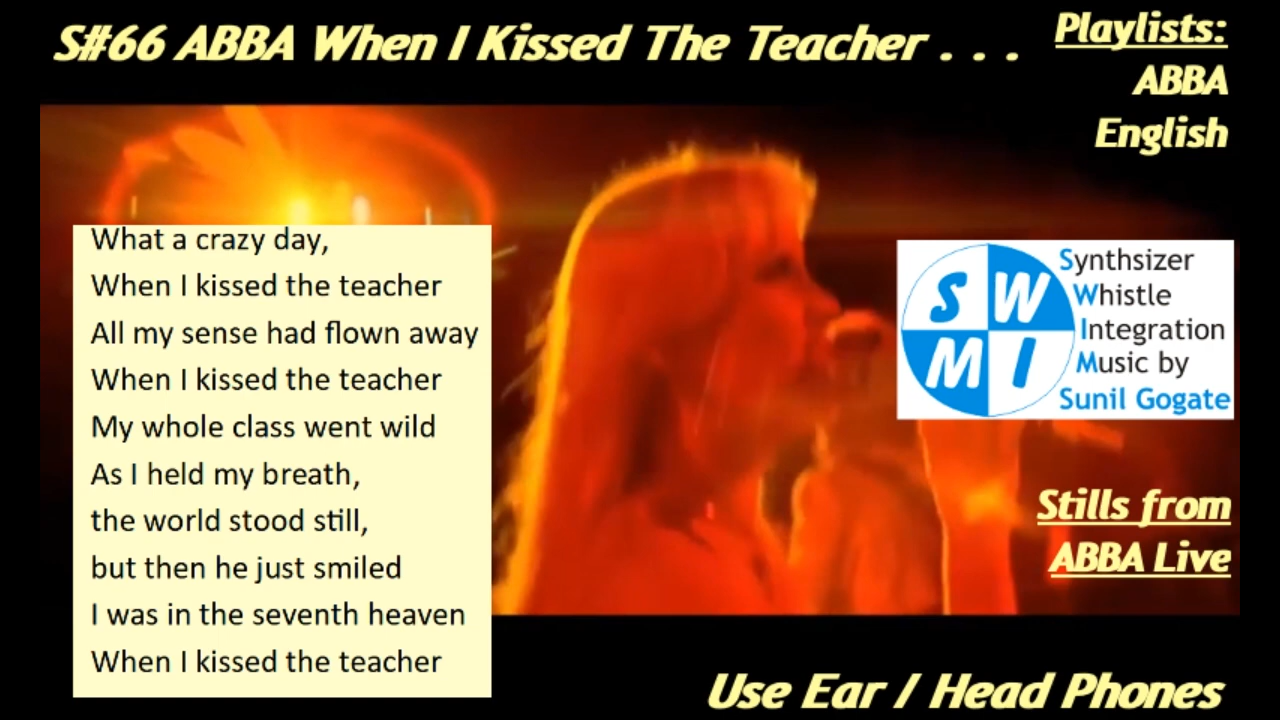 S#66 ABBA When I Kissed The Teacher . . .
Playlists:
ABBA
English
What a crazy day,
When I kissed the teacher
All my sense had flown away
When I kissed the teacher
My whole class went wild
As I held my breath,
the world stood still,
but then he just smiled
I was in the seventh heaven
When I kissed the teacher
S W
M I
Synthsizer
Whistle
Integration
Music by
Sunil Gogate
Stills from
ABBA Live
Use Ear / Head Phones